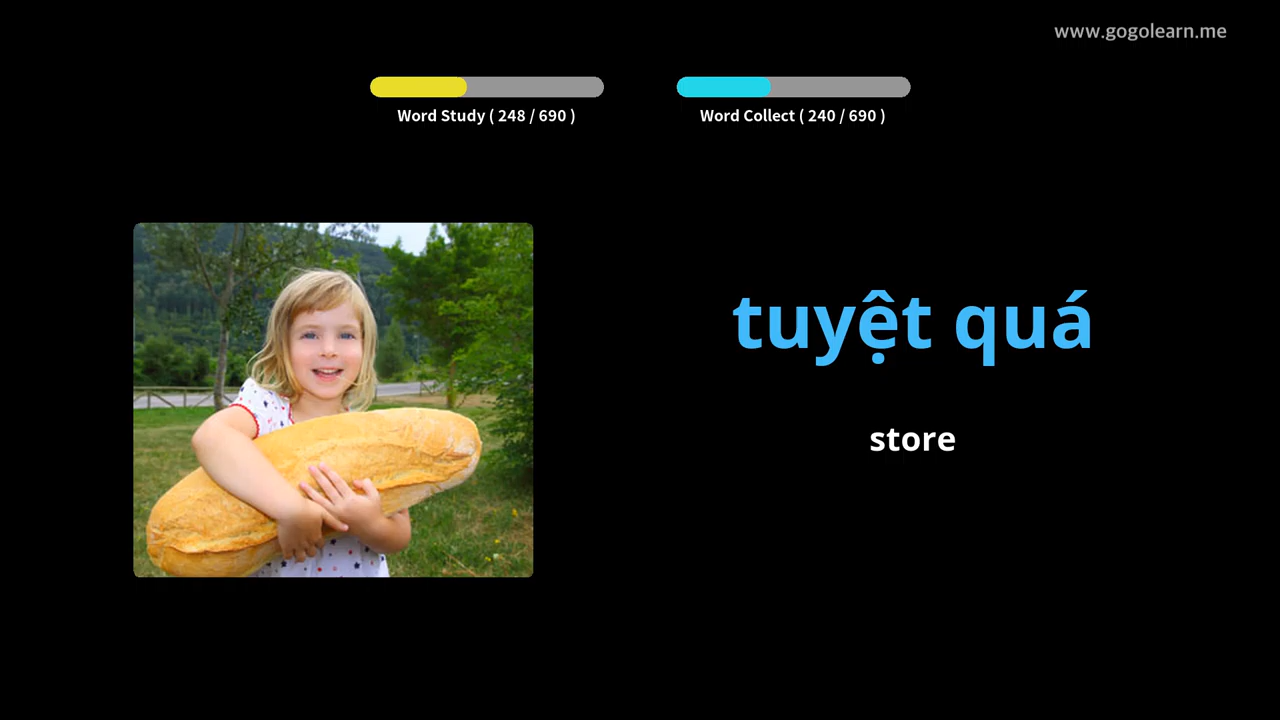 www.gogolearn.me
Word Study ( 248 / 690 )
Word Collect ( 240 / 690 )
tuyệt quá
store